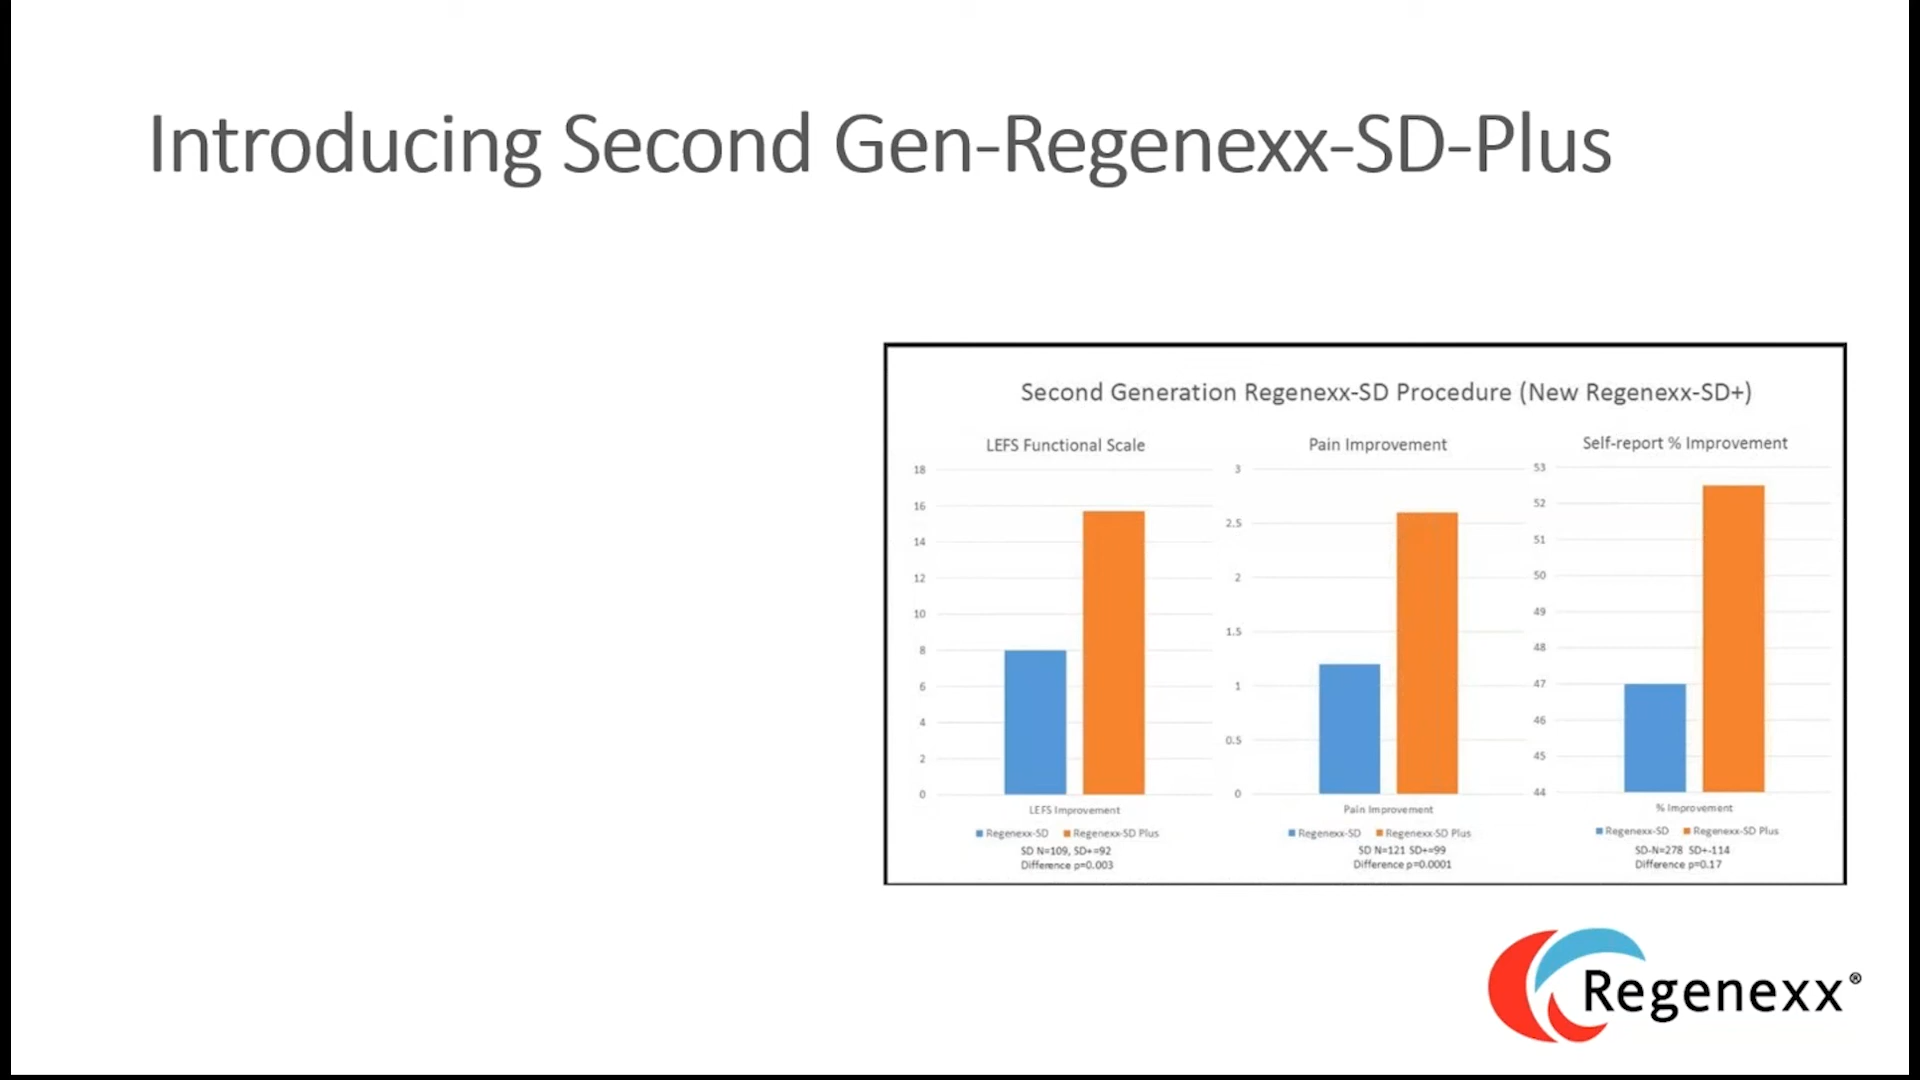 Introducing Second Gen-Regenexx-SD-Plus
Second Generation Regenexx-SD Procedure (New Regenexx-SD+)
LEFS Functional Scale
18
16
14
12
10
8
6
4
2
0
LEFS Improvement
Regenexx-SD Regenexx-SD Plus
SD N=109, SD+=92
Difference p=0.003
Pain Improvement
3
2.5
2
1.5
1
0.5
0
Pain Improvement
Regenexx-SD Regenexx-SD Plus
SD N=121 SD+=99
Difference p=0.0001
Self-report % Improvement
53
52
51
50
49
48
47
46
45
44
% Improvement
Regenexx-SD Regenexx-SD Plus
SD-N=278 SD+-114
Difference p=0.17
Regenexx®